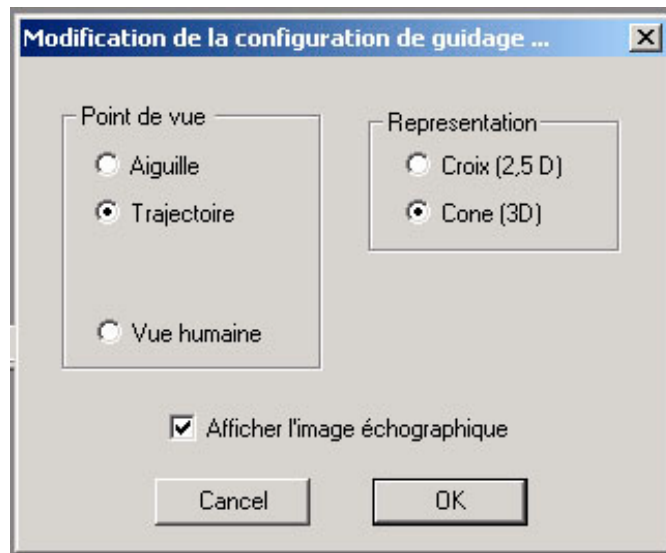 Modification de la configuration de guidage ...
Point de vue
Aiguille
Trajectoire
Vue humaine
Representation
Croix (2,5 D)
Cone (3D)
Afficher l'image échographique
Cancel
OK